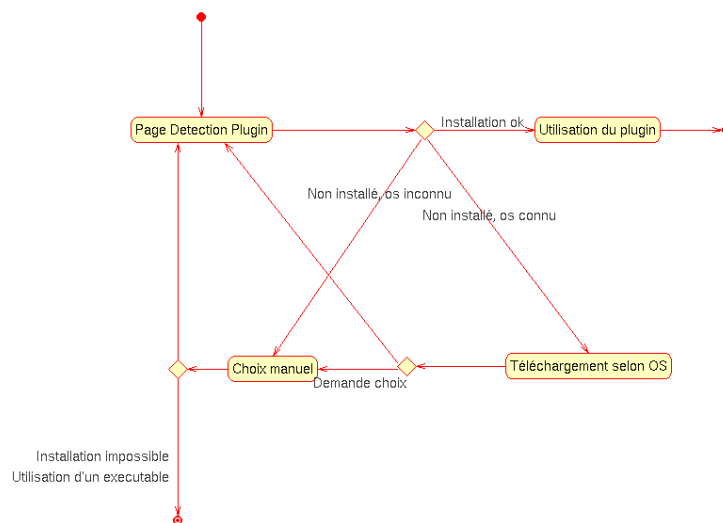 Installation ok
Page Detection Plugin
Utilisation du plugin
Non installé, os inconnu
Non installé, os connu
Choix manuel
Téléchargement selon OS
Demande choix
Installation impossible
Utilisation d'un executable